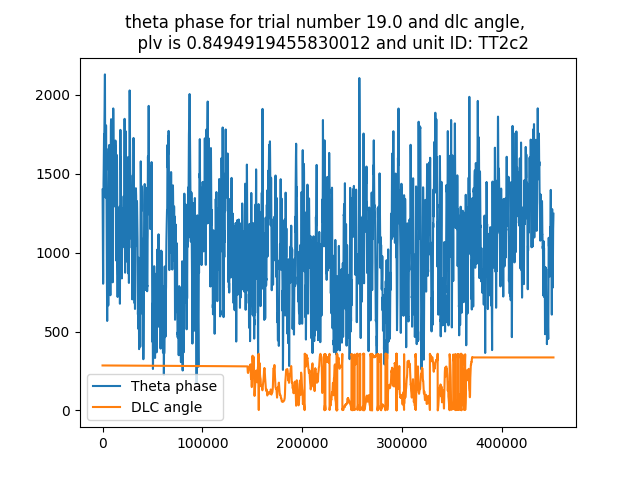 theta phase for trial number 19.0 and dlc angle,
plv is 0.8494919455830012 and unit ID: TT2c2
2000
1500
1000
500
0
Theta phase
DLC angle
0 100000 200000 300000 400000